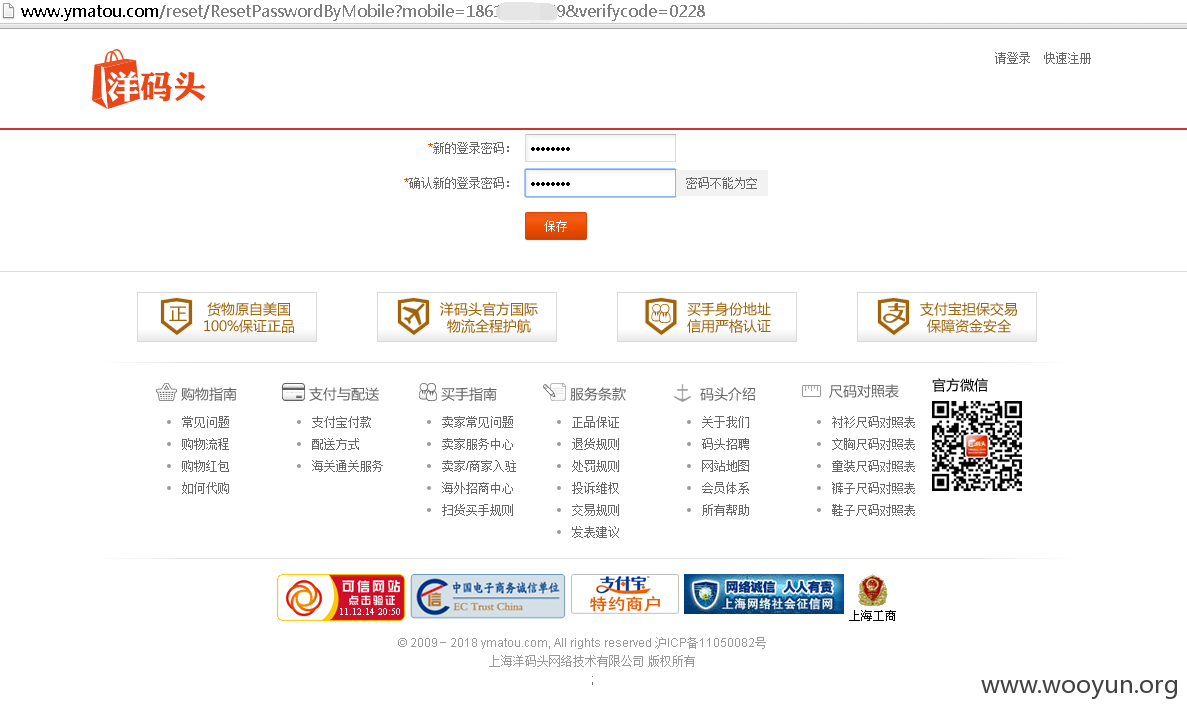 www.ymatou.com/reset/ResetPasswordByMobile?mobile=1861 9&verifycode=0228
洋码头
请登录 快速注册
*新的登录密码： ••••••••
*确认新的登录密码： •••••••• 密码不能为空
保存
正 货物原自美国
100%保证正品
洋码头官方国际
物流全程护航
买手身份地址
信用严格认证
支付宝担保交易
保障资金安全
购物指南
• 常见问题
• 购物流程
• 购物红包
• 如何代购
支付与配送
• 支付宝付款
• 配送方式
• 海关通关服务
买手指南
• 卖家常见问题
• 卖家服务中心
• 卖家/商家入驻
• 海外招商中心
• 扫货买手规则
服务条款
• 正品保证
• 退货规则
• 处罚规则
• 投诉维权
• 交易规则
• 发表建议
码头介绍
• 关于我们
• 码头招聘
• 网站地图
• 会员体系
• 所有帮助
尺码对照表
• 衬衫尺码对照表
• 文胸尺码对照表
• 童装尺码对照表
• 裤子尺码对照表
• 鞋子尺码对照表
官方微信
可信网站
点击验证
11.12.14 20:50
中国电子商务诚信单位
EC Trust China
支付宝
特约商户
网络诚信 人人有责
上海网络社会征信网
上海工商
© 2009 – 2018 ymatou.com, All rights reserved 沪ICP备11050082号
上海洋码头网络技术有限公司 版权所有
;
www.wooyun.org